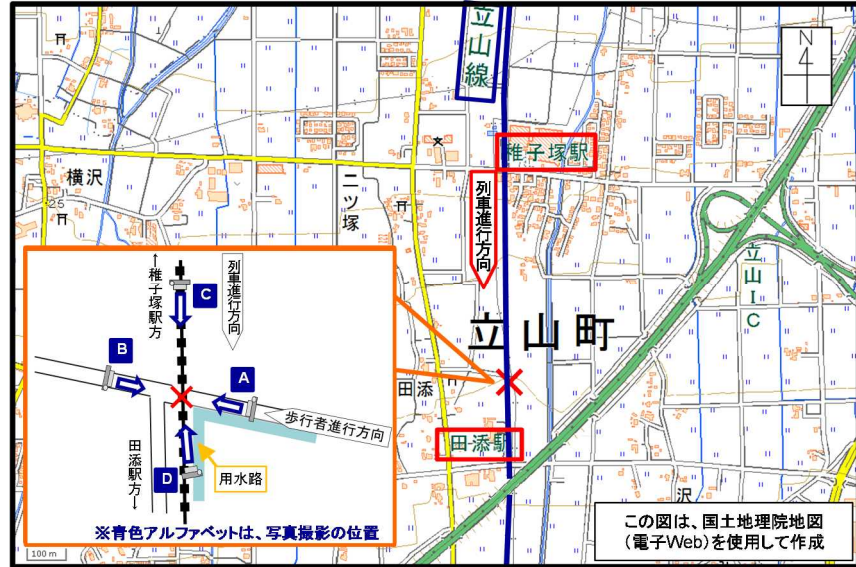 立山線
N
稚子塚駅
横沢
25
二ツ塚
列車進行方向
立山IC
立山町
田添
田添駅
沢
←稚子塚駅方
列車進行方向
C
B
A
歩行者進行方向
田添駅方→
D
用水路
※青色アルファベットは、写真撮影の位置
100 m
この図は、国土地理院地図
（電子Web）を使用して作成